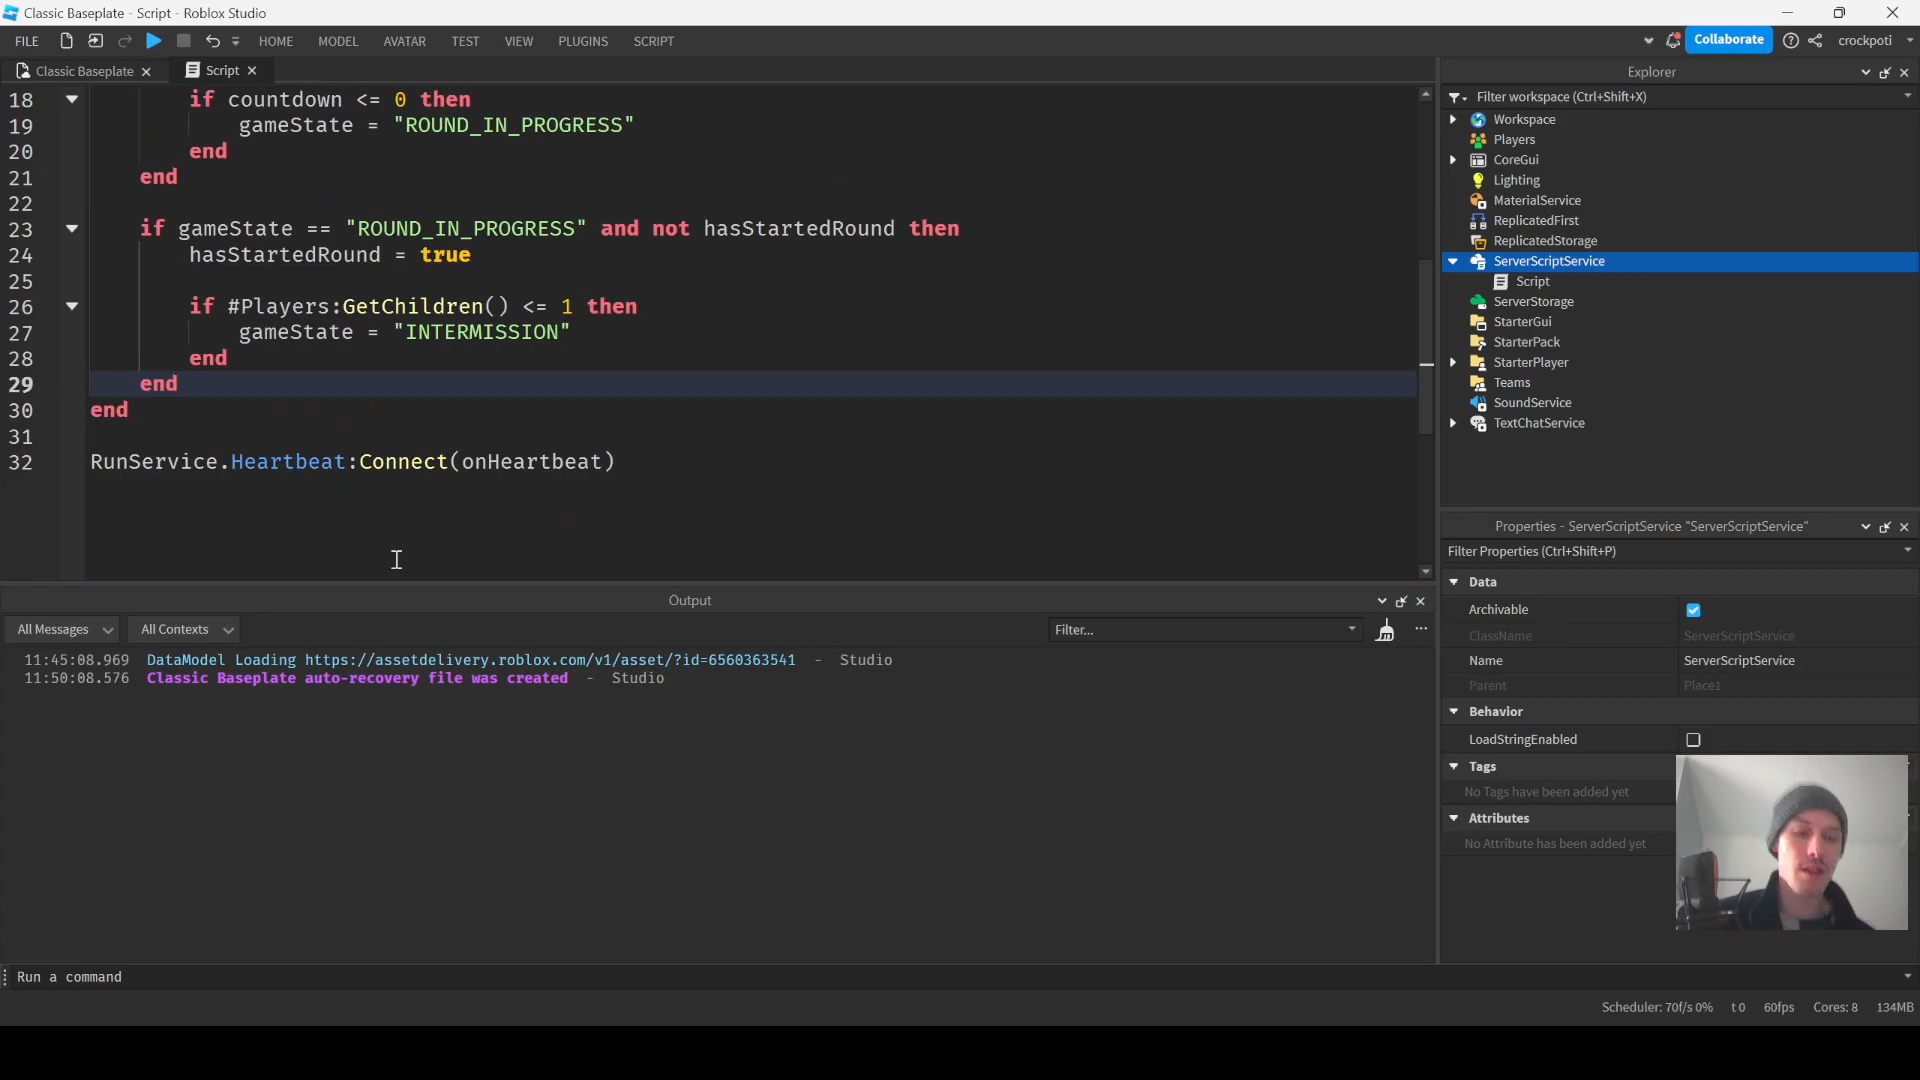 Classic Baseplate - Script - Roblox Studio
FILE HOME MODEL AVATAR TEST VIEW PLUGINS SCRIPT Collaborate crockpoti
Classic Baseplate Script
18 if countdown <= 0 then
19 gameState = "ROUND_IN_PROGRESS"
20 end
21 end
22
23 if gameState == "ROUND_IN_PROGRESS" and not hasStartedRound then
24 hasStartedRound = true
25
26 if #Players:GetChildren() <= 1 then
27 gameState = "INTERMISSION"
28 end
29 end
30 end
31
32 RunService.Heartbeat:Connect(onHeartbeat)
Output
All Messages All Contexts Filter...
11:45:08.969 DataModel Loading https://assetdelivery.roblox.com/v1/asset/?id=6560363541 - Studio
11:50:08.576 Classic Baseplate auto-recovery file was created - Studio
Run a command
Explorer
Filter workspace (Ctrl+Shift+X)
Workspace
Players
CoreGui
Lighting
MaterialService
ReplicatedFirst
ReplicatedStorage
ServerScriptService
Script
ServerStorage
StarterGui
StarterPack
StarterPlayer
Teams
SoundService
TextChatService
Properties - ServerScriptService "ServerScriptService"
Filter Properties (Ctrl+Shift+P)
Data
Archivable
ClassName ServerScriptService
Name ServerScriptService
Parent Place1
Behavior
LoadStringEnabled
Tags
No Tags have been added yet
Attributes
No Attribute has been added yet
Scheduler: 70f/s 0% t 0 60fps Cores: 8 134MB